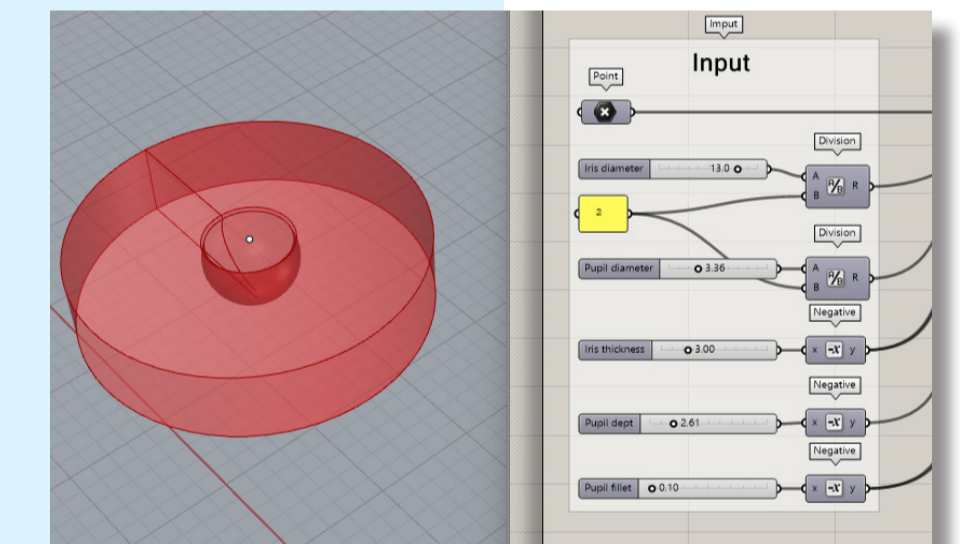 Imput
Input
Point
Division
Iris diameter 13.0
A
B
A/B
R
2
Division
Pupil diameter 3.36
A
B
A/B
R
Negative
Iris thickness 3.00
x -x y
Negative
Pupil dept 2.61
x -x y
Negative
Pupil fillet 0.10
x -x y